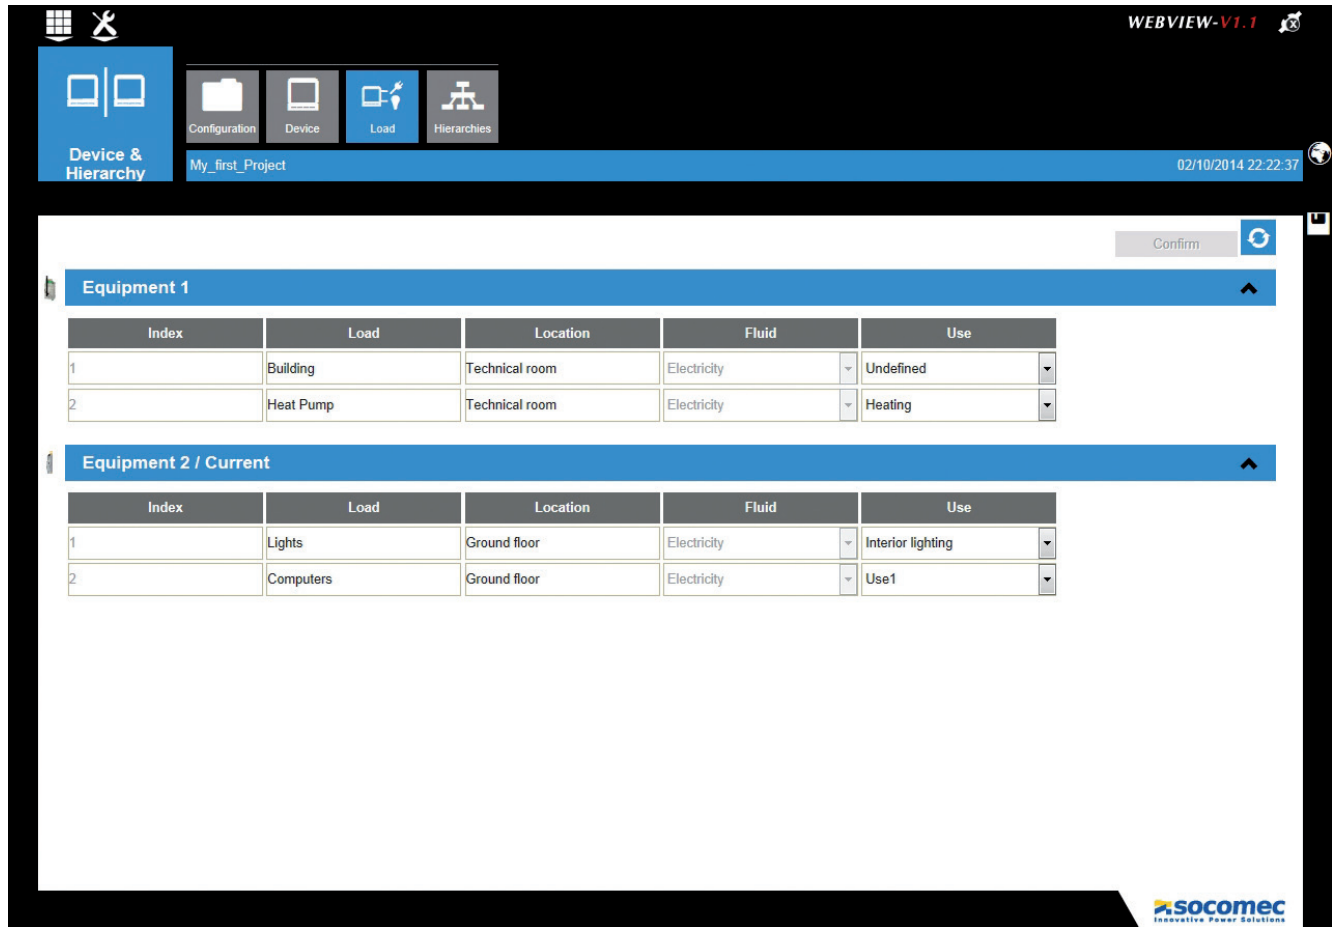 WEBVIEW-V1.1
Configuration Device Load Hierarchies
Device & Hierarchy
My_first_Project 02/10/2014 22:22:37
Confirm
Equipment 1
Index Load Location Fluid Use
1 Building Technical room Electricity Undefined
2 Heat Pump Technical room Electricity Heating
Equipment 2 / Current
Index Load Location Fluid Use
1 Lights Ground floor Electricity Interior lighting
2 Computers Ground floor Electricity Use1
socomec
Innovative Power Solutions